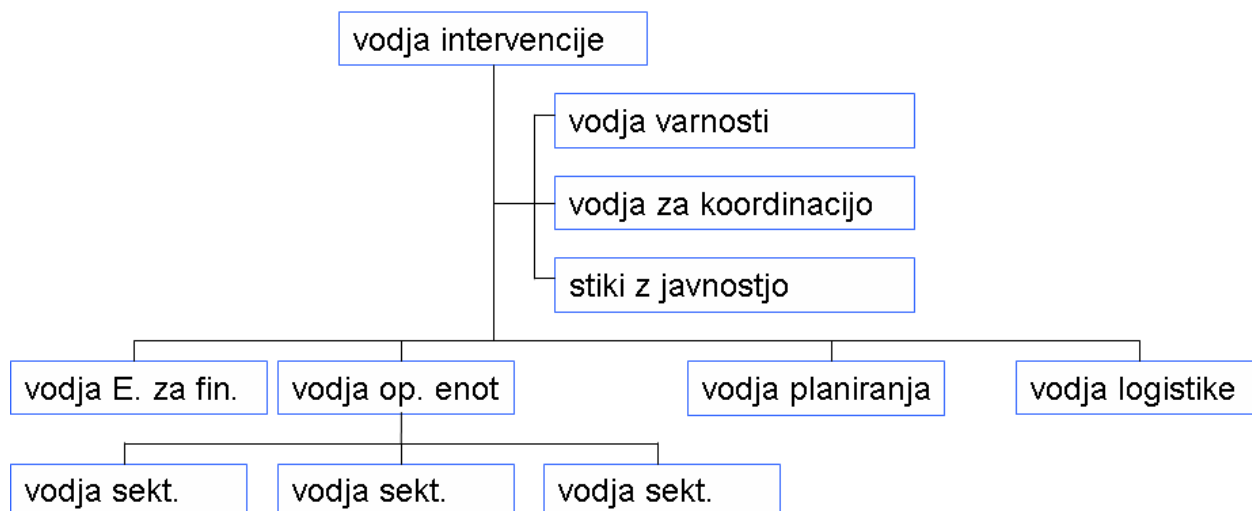 vodja intervencije
vodja varnosti
vodja za koordinacijo
stiki z javnostjo
vodja E. za fin.
vodja op. enot
vodja planiranja
vodja logistike
vodja sekt.
vodja sekt.
vodja sekt.